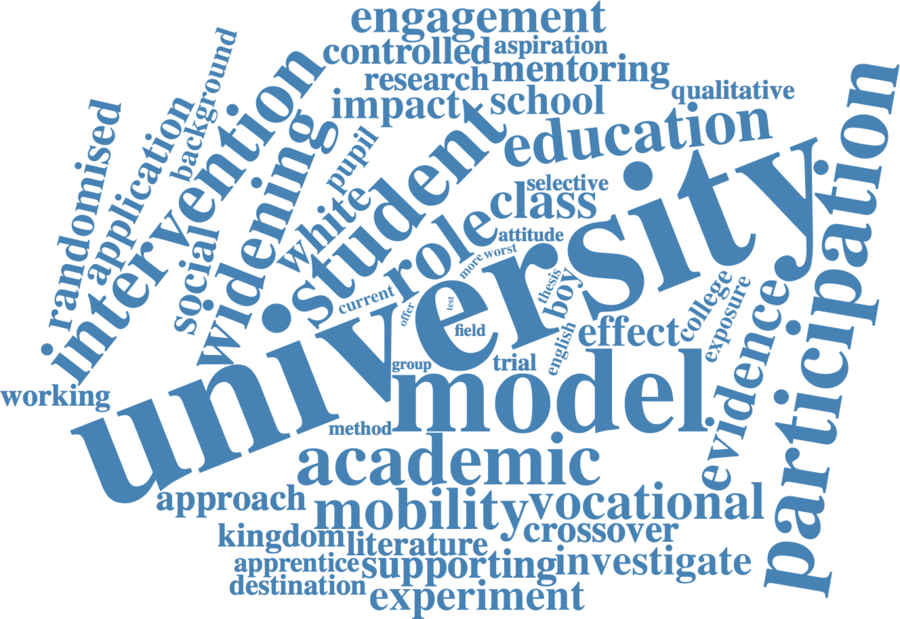 engagement
controlled
aspiration
research
mentoring
impact
school
qualitative
education
background
randomised
application
intervention
widening
social
pupil
white
student
selective
class
role
attitude
more
worst
university
participation
current
offer
test
field
thesis
boy
english
college
exposure
effect
evidence
group
trial
model
working
method
academic
approach
mobility
vocational
kingdom
crossover
literature
apprentice
supporting
investigate
destination
experiment